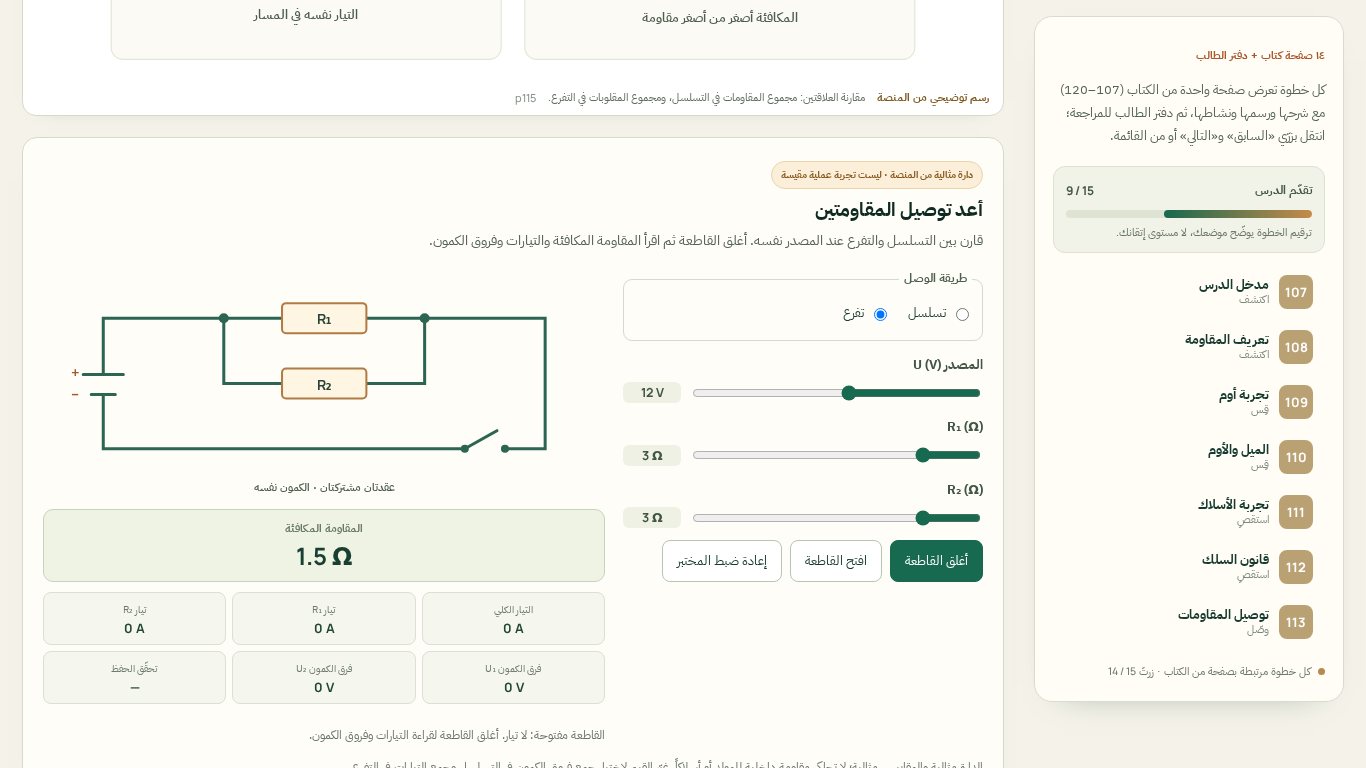 ١٤ صفحة كتاب + دفتر الطالب
كل خطوة تعرض صفحة واحدة من الكتاب (107–120)
مع شرحها ورسمها ونشاطها، ثم دفتر الطالب للمراجعة؛
انتقل بزرّي «السابق» و«التالي» أو من القائمة.
تقدّم الدرس
9 / 15
ترقيم الخطوة يوضّح موضعك، لا مستوى إتقانك.
107
مدخل الدرس
اكتشف
108
تعريف المقاومة
اكتشف
109
تجربة أوم
قِس
110
الميل والأوم
قِس
111
تجربة الأسلاك
استقصِ
112
قانون السلك
استقصِ
113
توصيل المقاومات
وصّل
كل خطوة مرتبطة بصفحة من الكتاب · زرتَ 15 / 14
المكافئة أصغر من أصغر مقاومة
التيار نفسه في المسار
رسم توضيحي من المنصة
مقارنة العلاقتين: مجموع المقاومات في التسلسل، ومجموع المقلوبات في التفرع.
p115
دارة مثالية من المنصة · ليست تجربة عملية مقيسة
أعد توصيل المقاومتين
قارن بين التسلسل والتفرع عند المصدر نفسه. أغلق القاطعة ثم اقرأ المقاومة المكافئة والتيارات وفروق الكمون.
طريقة الوصل
تسلسل
تفرع
المصدر U (V)
12 V
R₁ (Ω)
3 Ω
R₂ (Ω)
3 Ω
أغلق القاطعة
افتح القاطعة
إعادة ضبط المختبر
R₁
R₂
+
−
عقدتان مشتركتان · الكمون نفسه
المقاومة المكافئة
1.5 Ω
التيار الكلي
0 A
تيار R₁
0 A
تيار R₂
0 A
فرق الكمون U₁
0 V
فرق الكمون U₂
0 V
تحقّق الحفظ
—
القاطعة مفتوحة: لا تيار. أغلق القاطعة لقراءة التيارات وفروق الكمون.